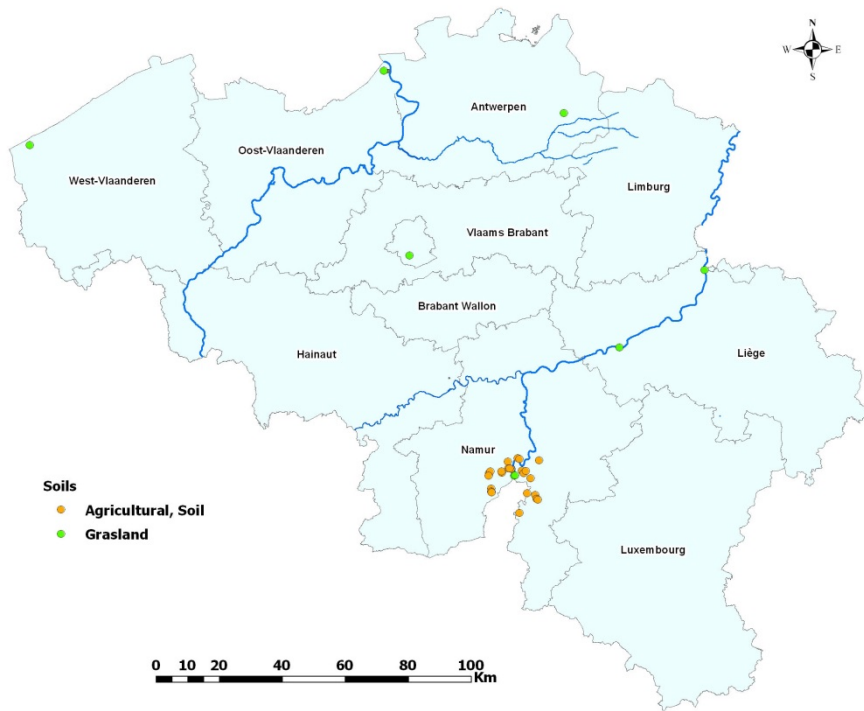 N
W E
S
Antwerpen
Oost-Vlaanderen
West-Vlaanderen
Limburg
Vlaams Brabant
Brabant Wallon
Hainaut
Liège
Namur
Soils
Agricultural, Soil
Grasland
Luxembourg
0 20 40 60 80 100
Km